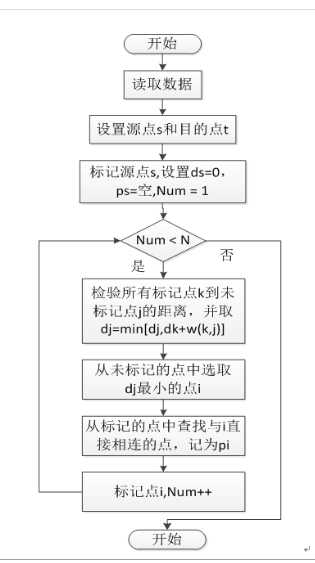 开始
读取数据
设置源点s和目的点t
标记源点s,设置ds=0，
ps=空,Num = 1
Num < N
否
是
检验所有标记点k到未
标记点j的距离，并取
dj=min[dj,dk+w(k,j)]
从未标记的点中选取
dj最小的点i
从标记的点中查找与i直
接相连的点，记为pi
标记点i,Num++
开始